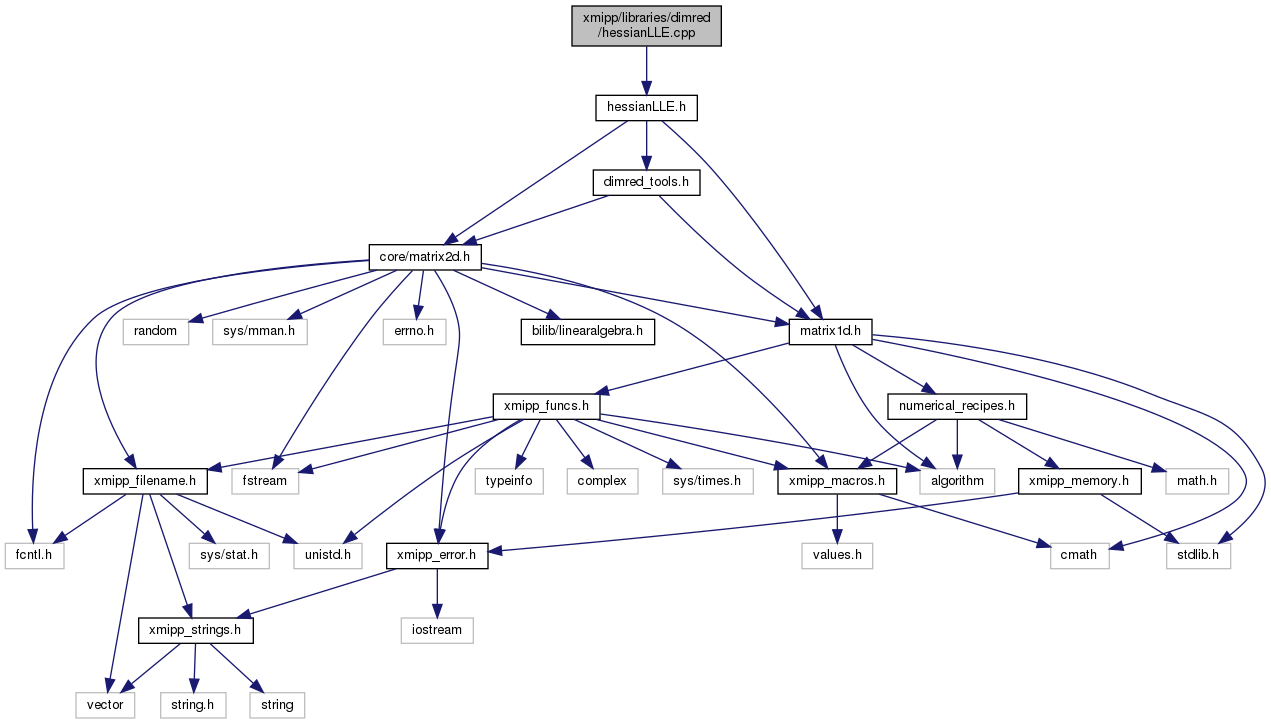 xmipp/libraries/dimred
/hessianLLE.cpp
hessianLLE.h
dimred_tools.h
core/matrix2d.h
random
sys/mman.h
errno.h
bilib/linearalgebra.h
matrix1d.h
xmipp_funcs.h
numerical_recipes.h
xmipp_filename.h
fstream
typeinfo
complex
sys/times.h
xmipp_macros.h
algorithm
xmipp_memory.h
math.h
fcntl.h
sys/stat.h
unistd.h
xmipp_error.h
values.h
cmath
stdlib.h
xmipp_strings.h
iostream
vector
string.h
string